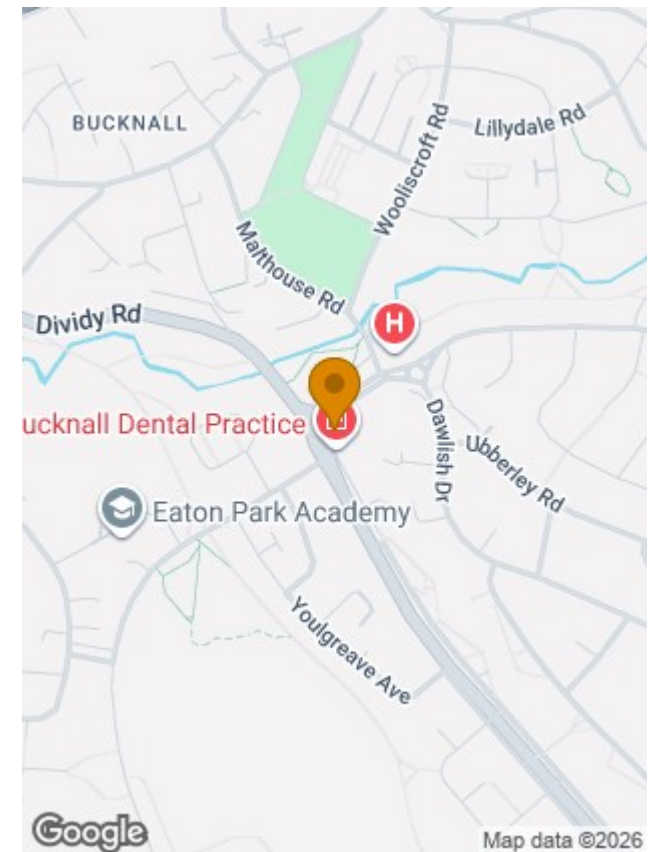 BUCKNALL
Lillydale Rd
Wooliscroft Rd
Malthouse Rd
Dividy Rd
H
ucknall Dental Practice
Dawlish Dr
Ubberley Rd
Eaton Park Academy
Youlgreave Ave
Google
Map data ©2026